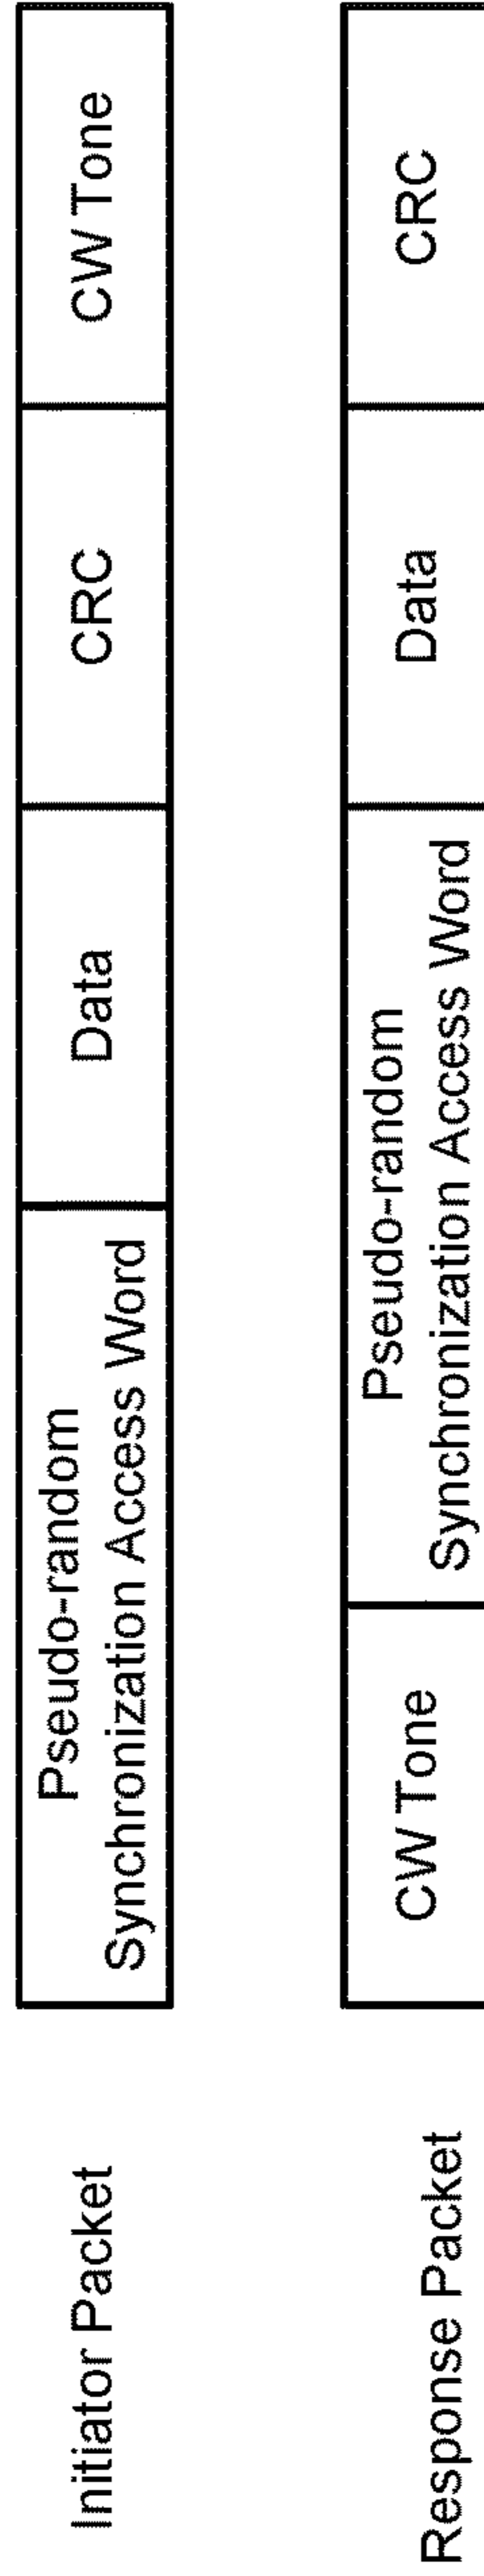 Initiator Packet
Pseudo-random
Synchronization Access Word
Data
CRC
CW Tone
Response Packet
CW Tone
Pseudo-random
Synchronization Access Word
Data
CRC